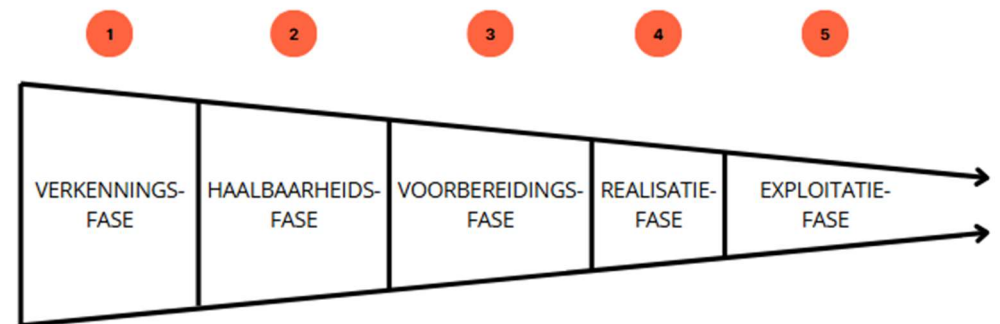 1 2 3 4 5
VERKENNINGS-
FASE
HAALBAARHEIDS-
FASE
VOORBEREIDINGS-
FASE
REALISATIE-
FASE
EXPLOITATIE-
FASE